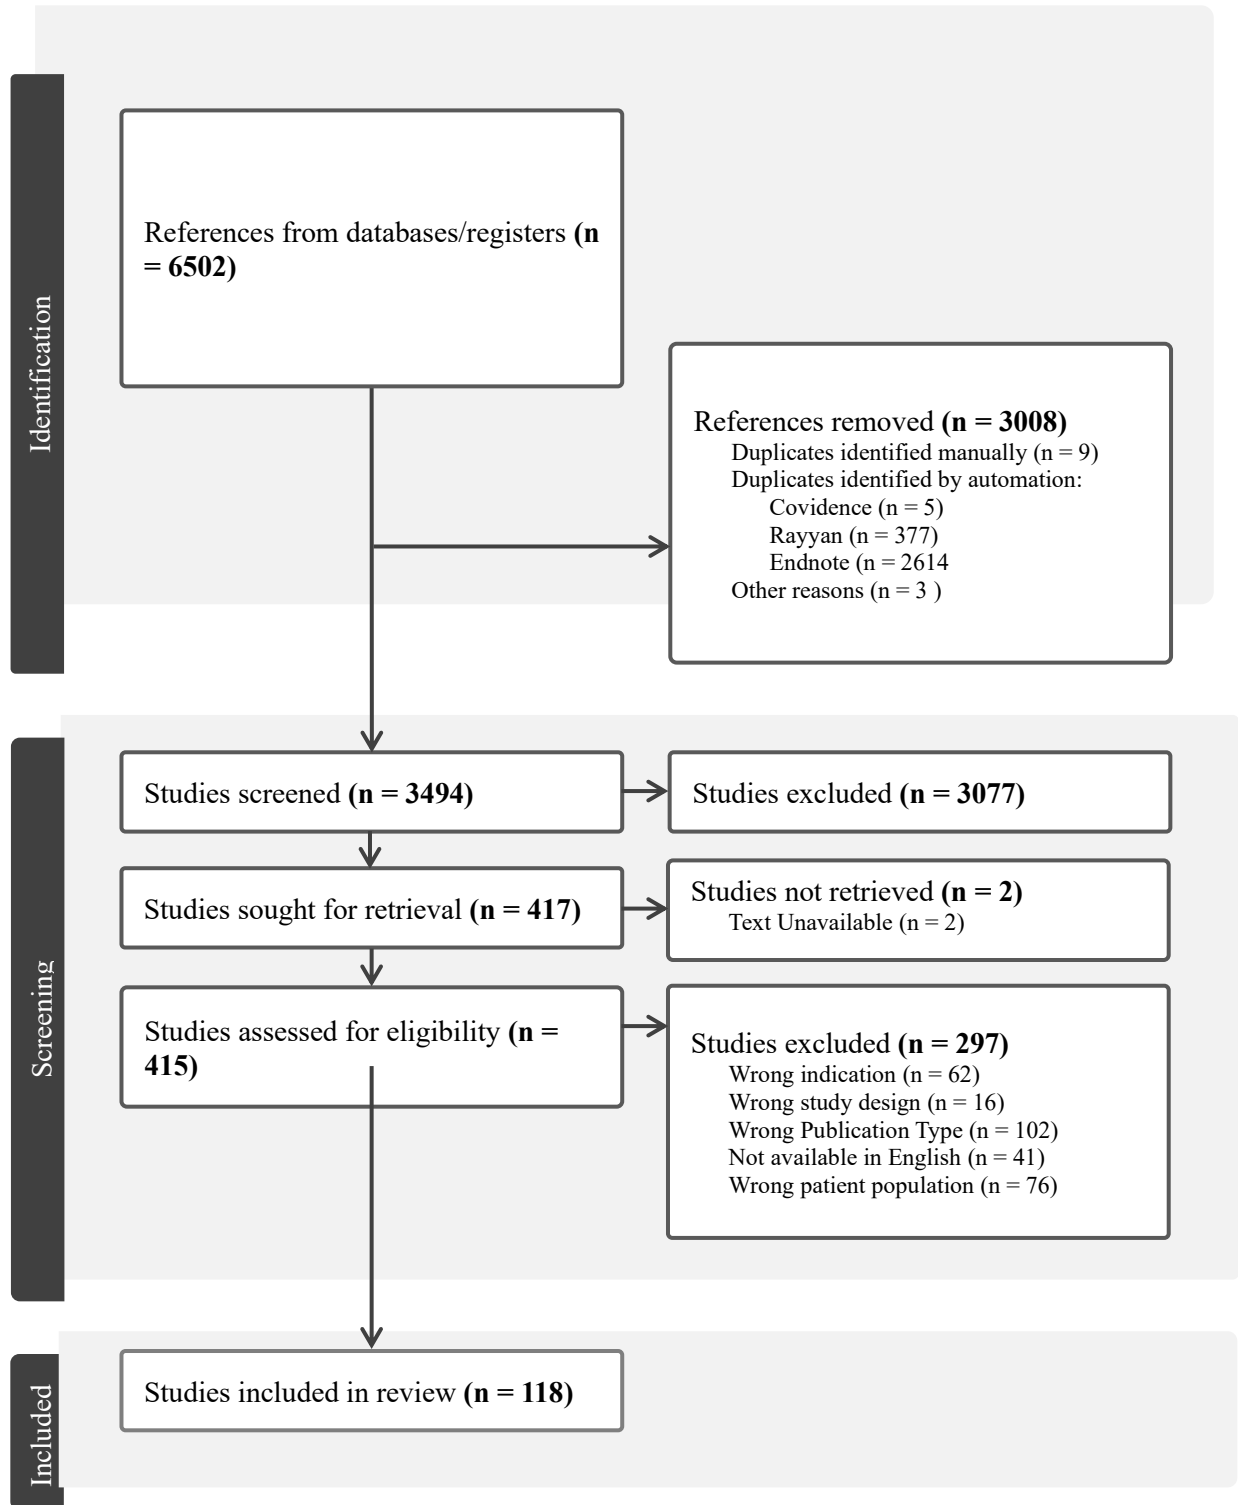 Identification
References from databases/registers (n
= 6502)
References removed (n = 3008)
Duplicates identified manually (n = 9)
Duplicates identified by automation:
Covidence (n = 5)
Rayyan (n = 377)
Endnote (n = 2614
Other reasons (n = 3 )
Screening
Studies screened (n = 3494)
Studies excluded (n = 3077)
Studies sought for retrieval (n = 417)
Studies not retrieved (n = 2)
Text Unavailable (n = 2)
Studies assessed for eligibility (n =
415)
Studies excluded (n = 297)
Wrong indication (n = 62)
Wrong study design (n = 16)
Wrong Publication Type (n = 102)
Not available in English (n = 41)
Wrong patient population (n = 76)
Included
Studies included in review (n = 118)